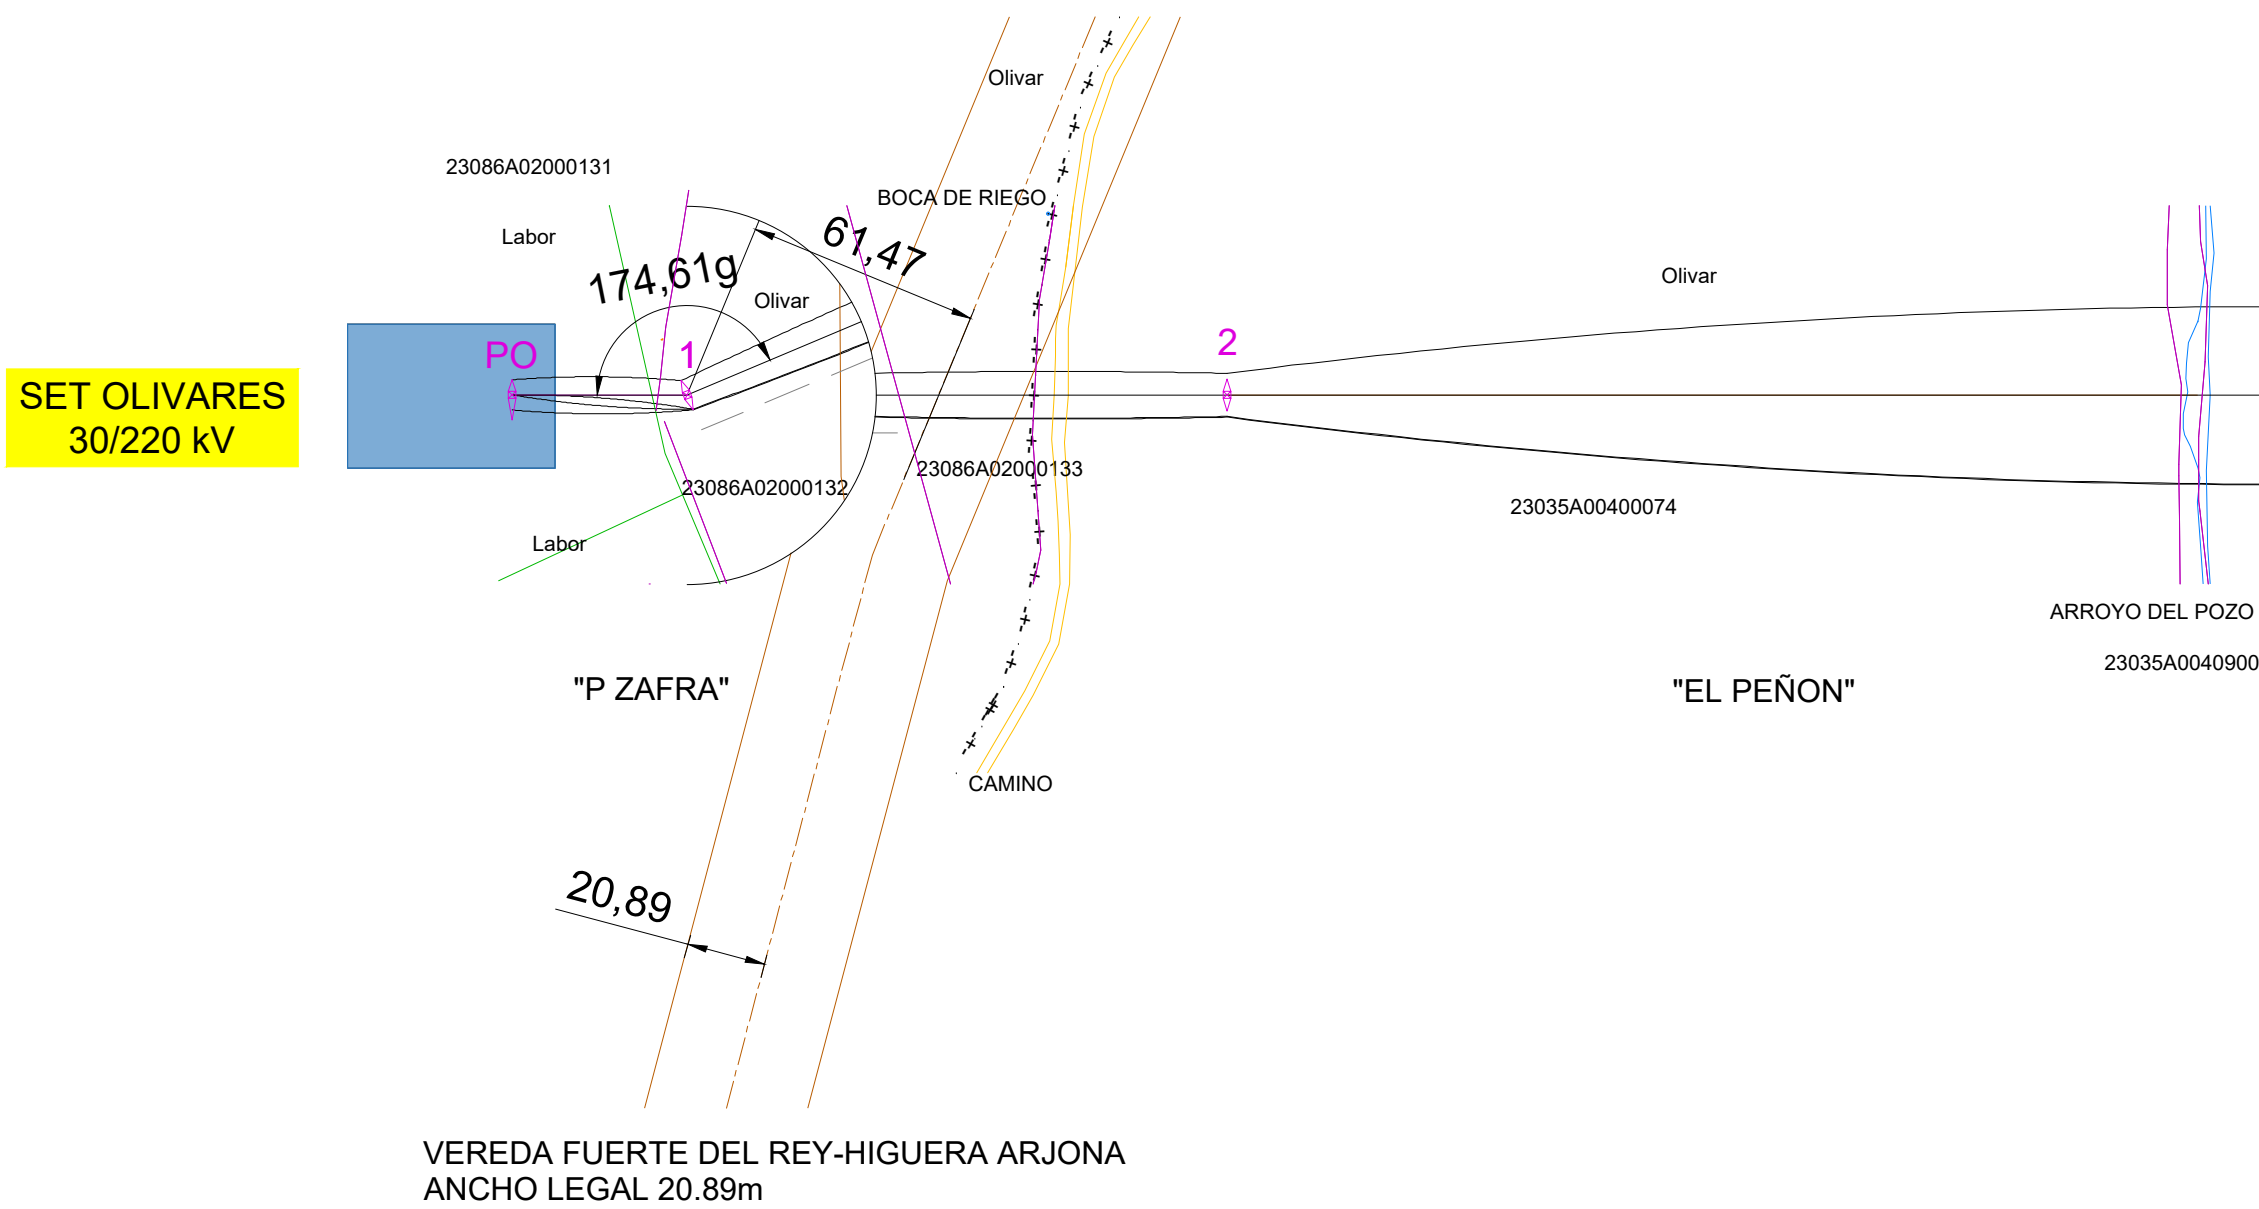 Olivar
23086A02000131
BOCA DE RIEGO
Labor
61,47
174,61g
Olivar
Olivar
PO
1
2
SET OLIVARES
30/220 kV
23086A02000133
23086A02000132
23035A00400074
Labor
ARROYO DEL POZO
23035A0040900
"P ZAFRA"
"EL PEÑON"
CAMINO
20,89
VEREDA FUERTE DEL REY-HIGUERA ARJONA
ANCHO LEGAL 20.89m